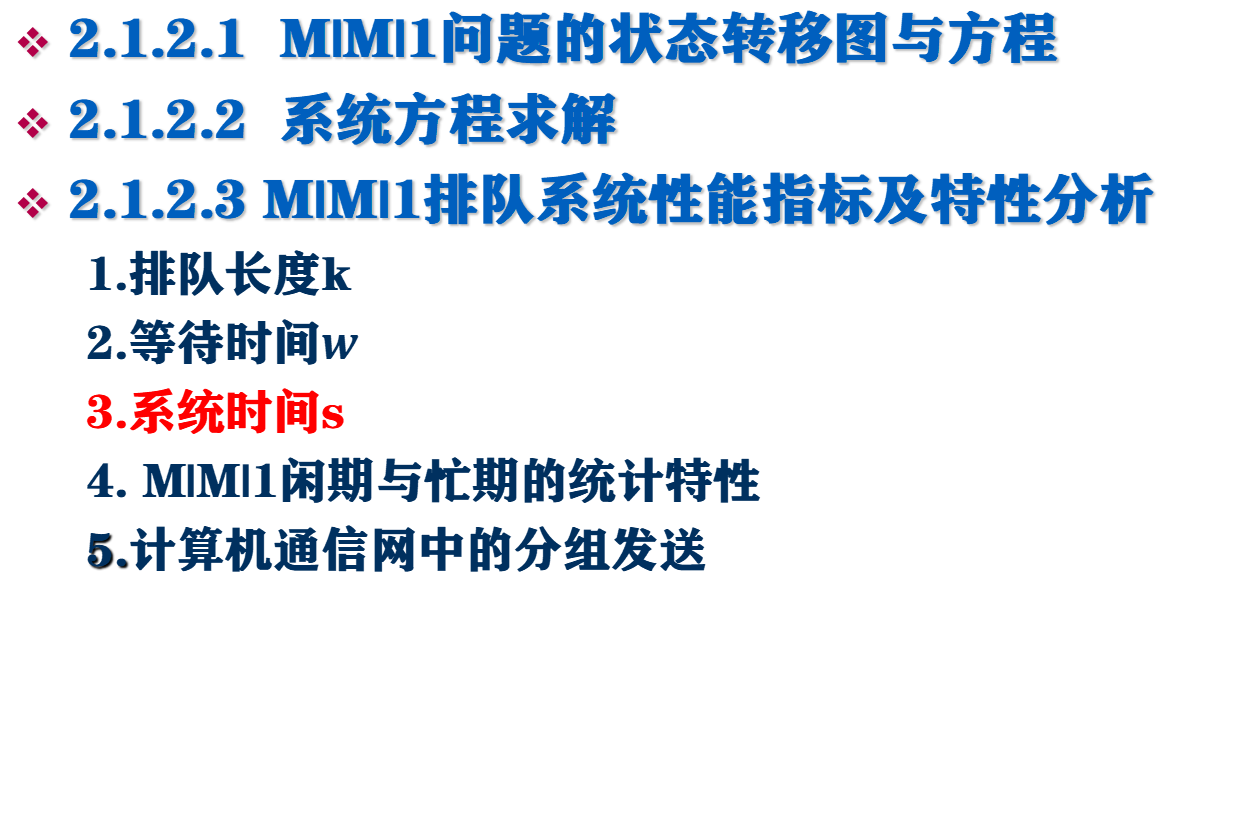 2.1.2.1 M|M|1问题的状态转移图与方程
2.1.2.2 系统方程求解
2.1.2.3 M|M|1排队系统性能指标及特性分析
1.排队长度k
2.等待时间w
3.系统时间s
4. M|M|1闲期与忙期的统计特性
5.计算机通信网中的分组发送